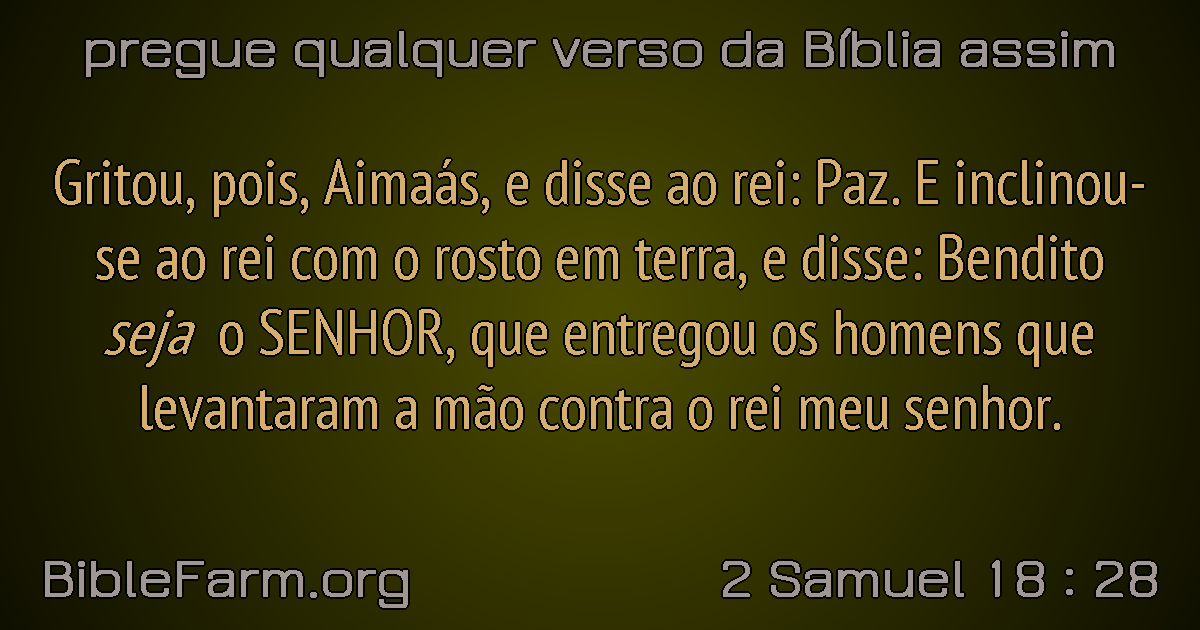 pregue qualquer verso da Bíblia assim
Gritou, pois, Aimaás, e disse ao rei: Paz. E inclinou-
se ao rei com o rosto em terra, e disse: Bendito
seja o SENHOR, que entregou os homens que
levantaram a mão contra o rei meu senhor.
BibleFarm.org
2 Samuel 18 : 28